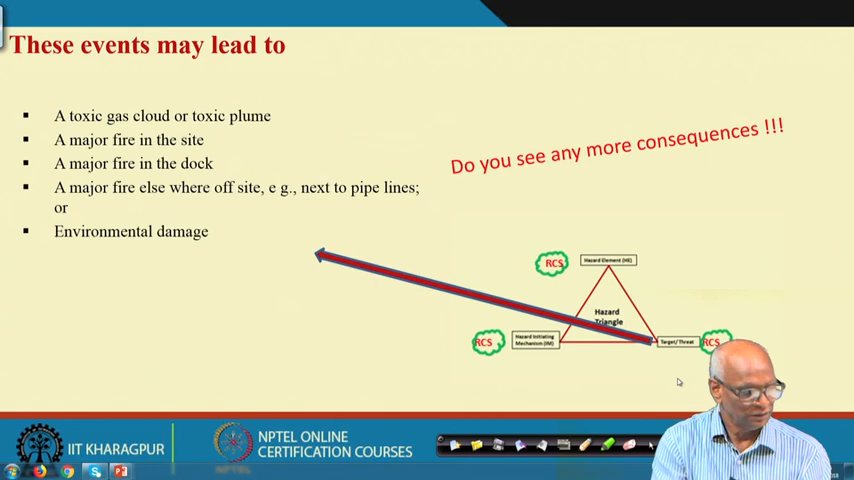 These events may lead to
A toxic gas cloud or toxic plume
A major fire in the site
A major fire in the dock
A major fire else where off site, e g., next to pipe lines;
or
Environmental damage
Do you see any more consequences !!!
RCS
Hazard Element (HE)
Hazard
Triangle
RCS
Hazard Initiating
Mechanism (IM)
Target/ Threat
RCS
IIT KHARAGPUR
NPTEL ONLINE
CERTIFICATION COURSES
NPTEL